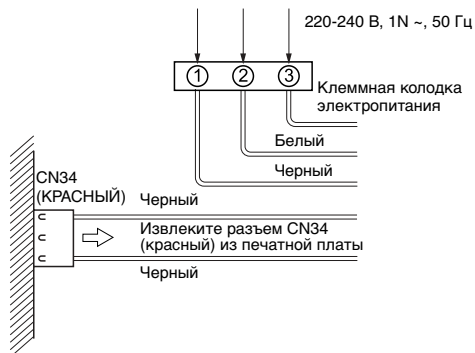 220-240 В, 1N ~, 50 Гц
1 2 3
Клеммная колодка
электропитания
Белый
Черный
CN34
(КРАСНЫЙ)
Черный
Извлеките разъем CN34
(красный) из печатной платы
Черный